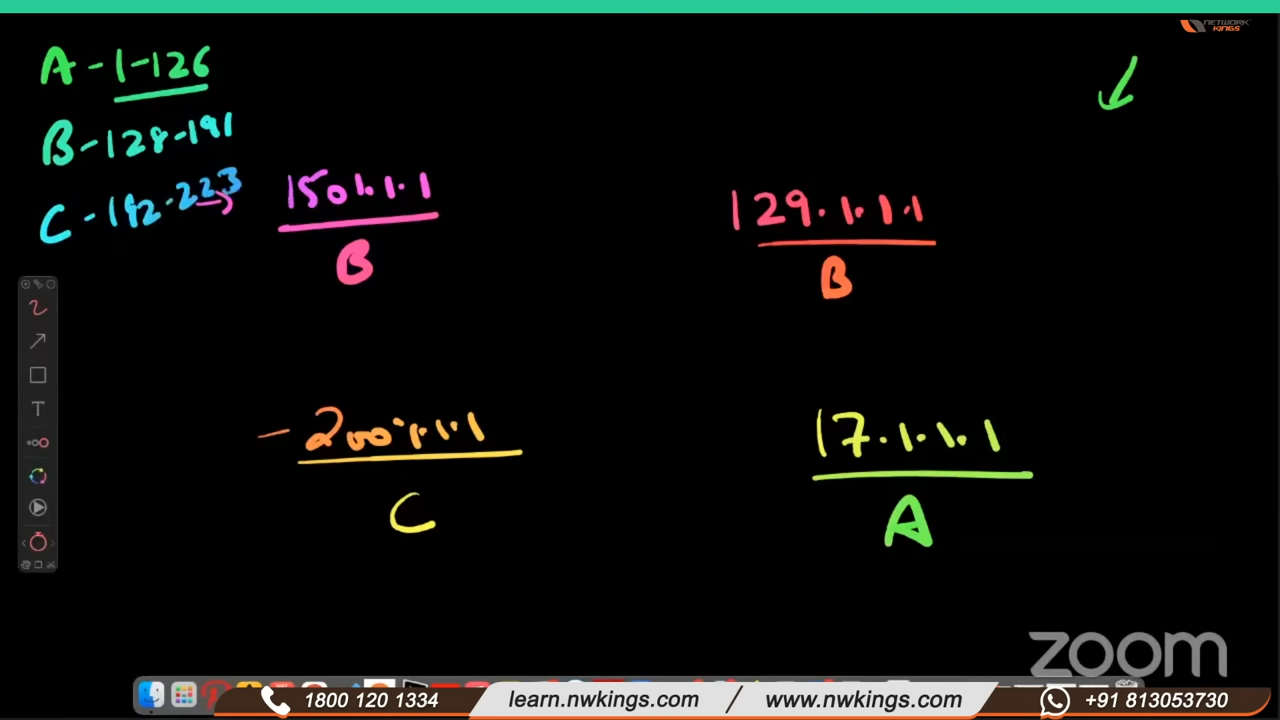 NETWORK
KINGS
A - 1-126
B - 128-191
C - 192-223
150.1.1.1
B
129.1.1.1
B
- 200.1.1.1
C
17.1.1.1
A
T
zoom
1800 120 1334
learn.nwkings.com / www.nwkings.com
+91 813053730